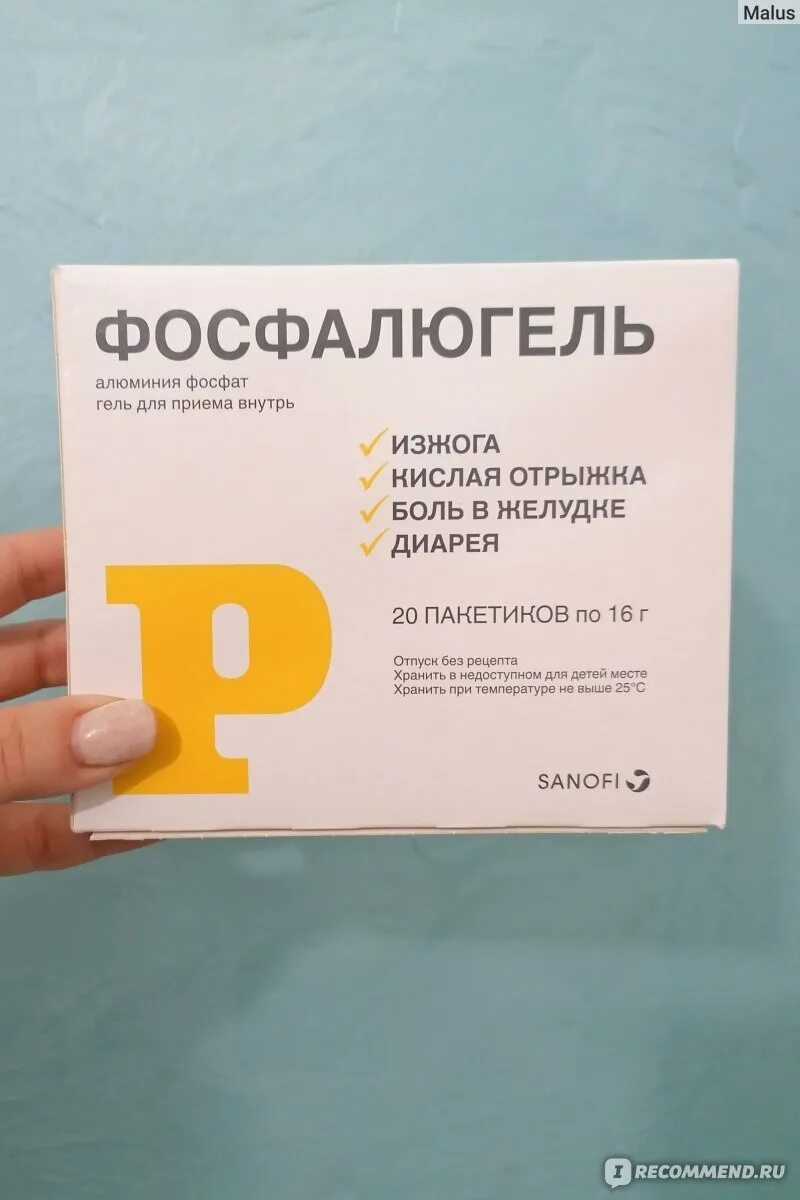 Malus
ФОСФАЛЮГЕЛЬ
алюминия фосфат
гель для приема внутрь
ИЗЖОГА
КИСЛАЯ ОТРЫЖКА
БОЛЬ В ЖЕЛУДКЕ
ДИАРЕЯ
P
20 ПАКЕТИКОВ по 16 г
Отпуск без рецепта
Хранить в недоступном для детей месте
Хранить при температуре не выше 25°С
SANOFI
IRECOMMEND.RU